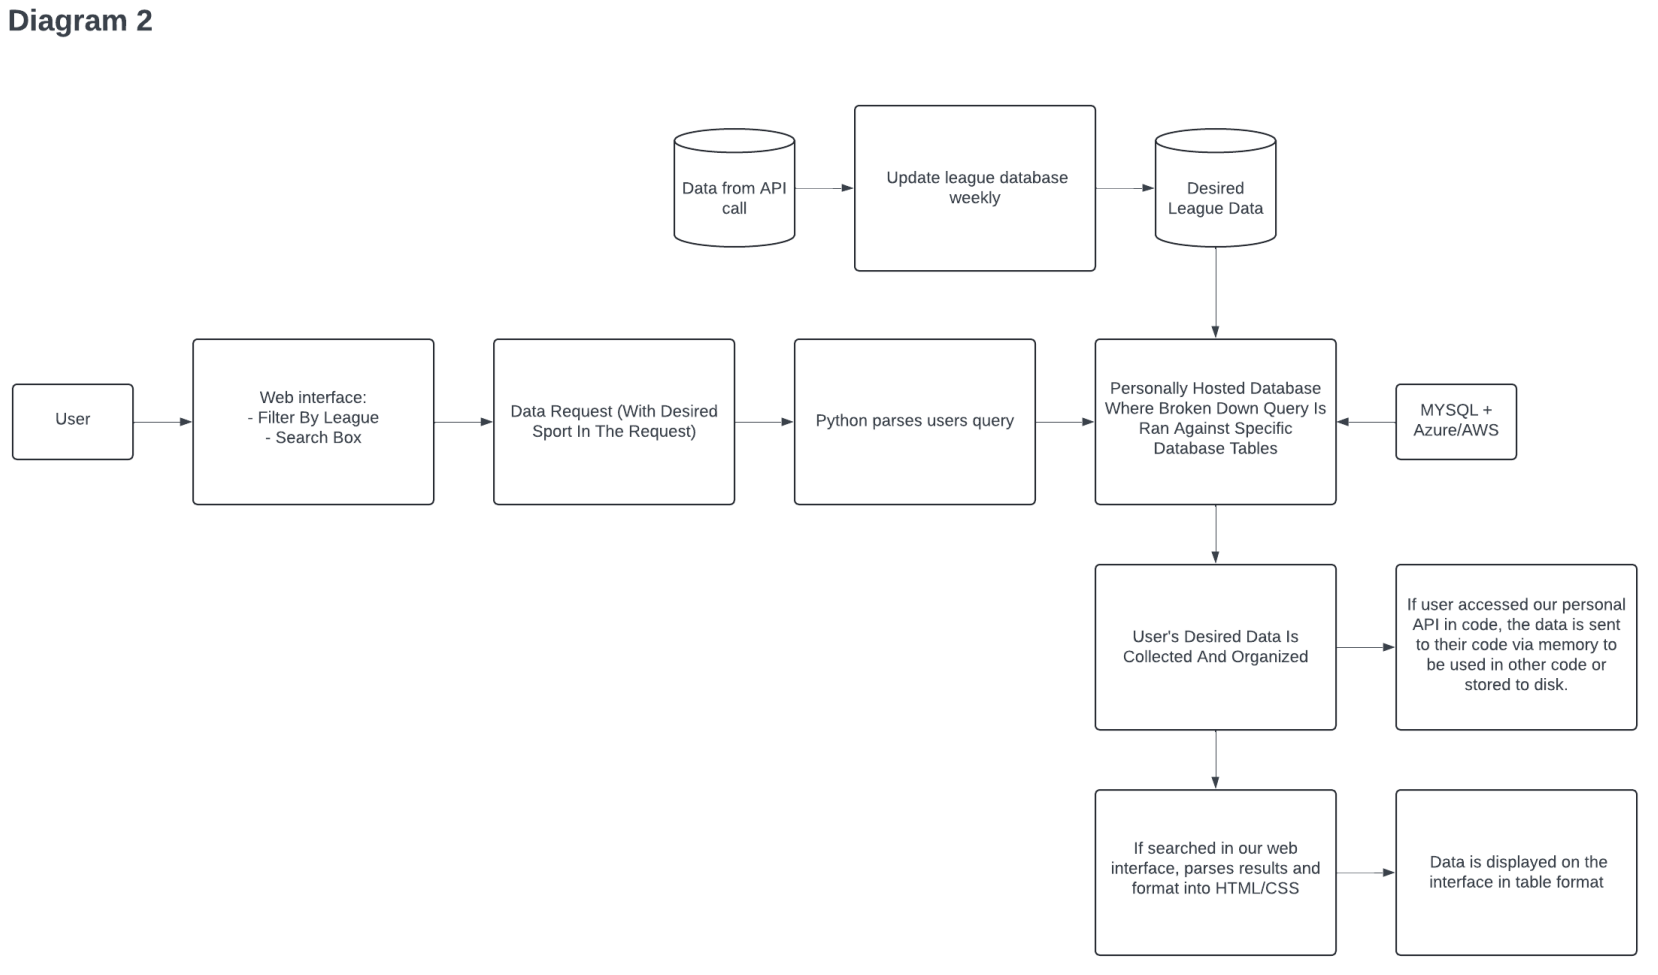 Diagram 2
Data from API
call
Update league database
weekly
Desired
League Data
User
Web interface:
- Filter By League
- Search Box
Data Request (With Desired
Sport In The Request)
Python parses users query
Personally Hosted Database
Where Broken Down Query Is
Ran Against Specific
Database Tables
MYSQL +
Azure/AWS
User's Desired Data Is
Collected And Organized
If user accessed our personal
API in code, the data is sent
to their code via memory to
be used in other code or
stored to disk.
If searched in our web
interface, parses results and
format into HTML/CSS
Data is displayed on the
interface in table format